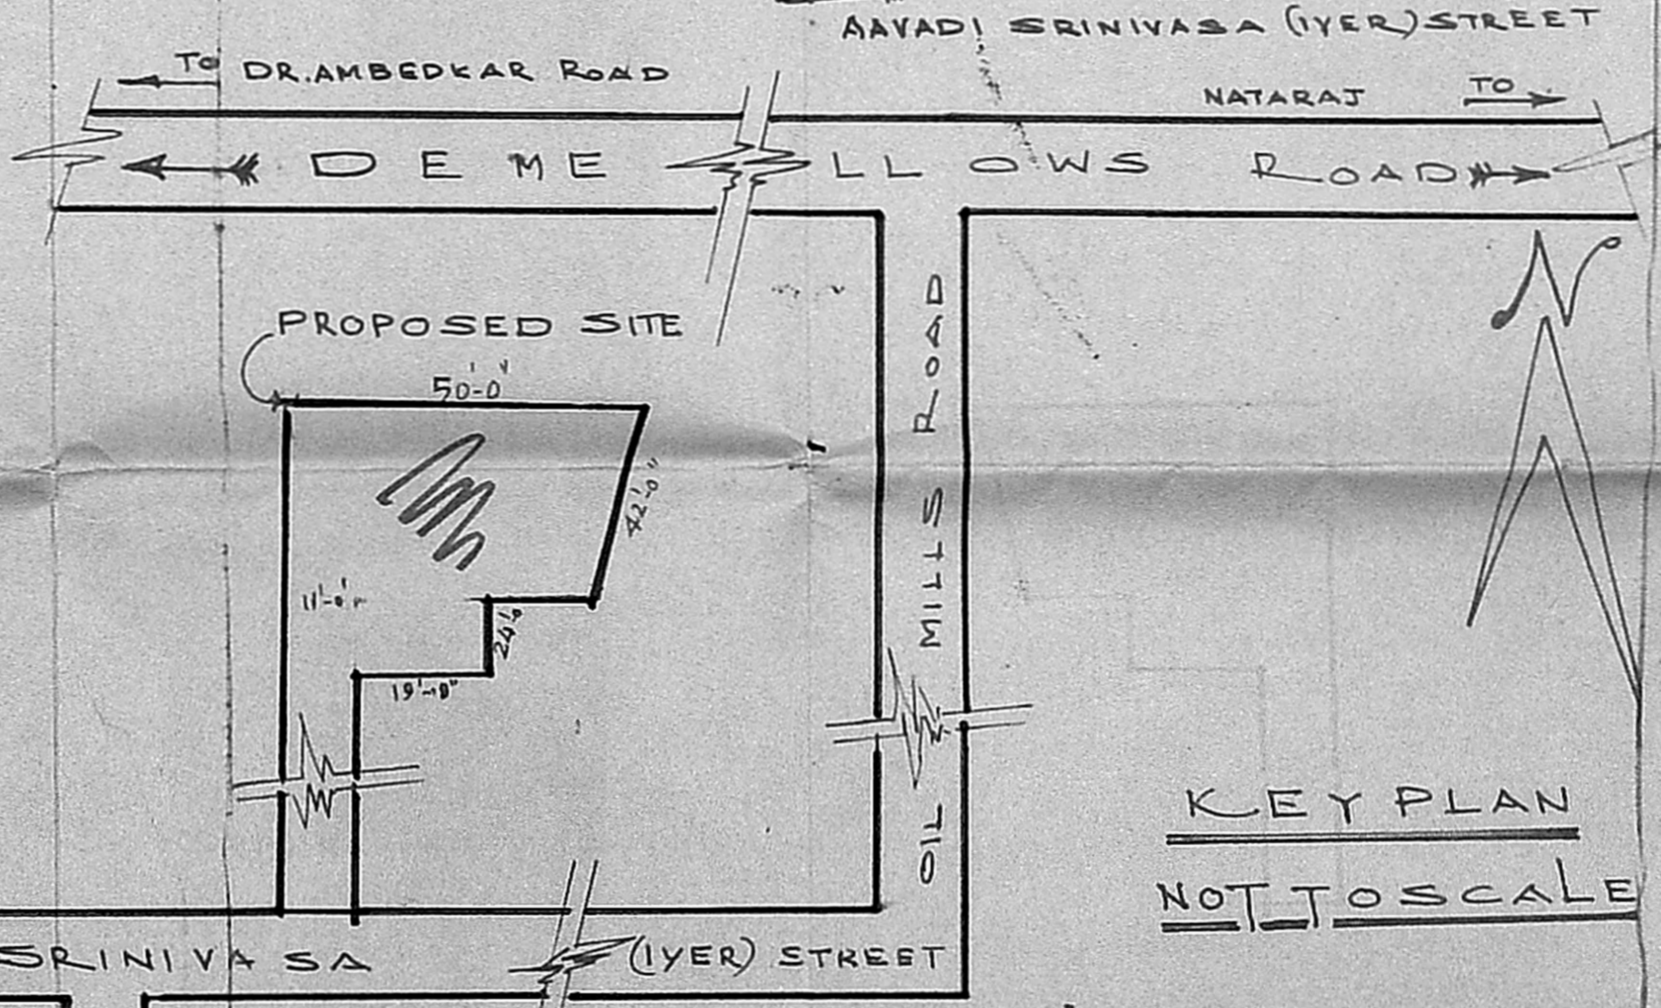 AAVADI SRINIVASA (IYER) STREET
TO DR.AMBEDKAR ROAD
NATARAJ TO
DEME LLOWS ROAD
N
PROPOSED SITE
50'-0"
42'-0"
11'-0"
24'-0
19'-10"
OIL MILLS ROAD
KEY PLAN
NOT TO SCALE
SRINIVASA (IYER) STREET